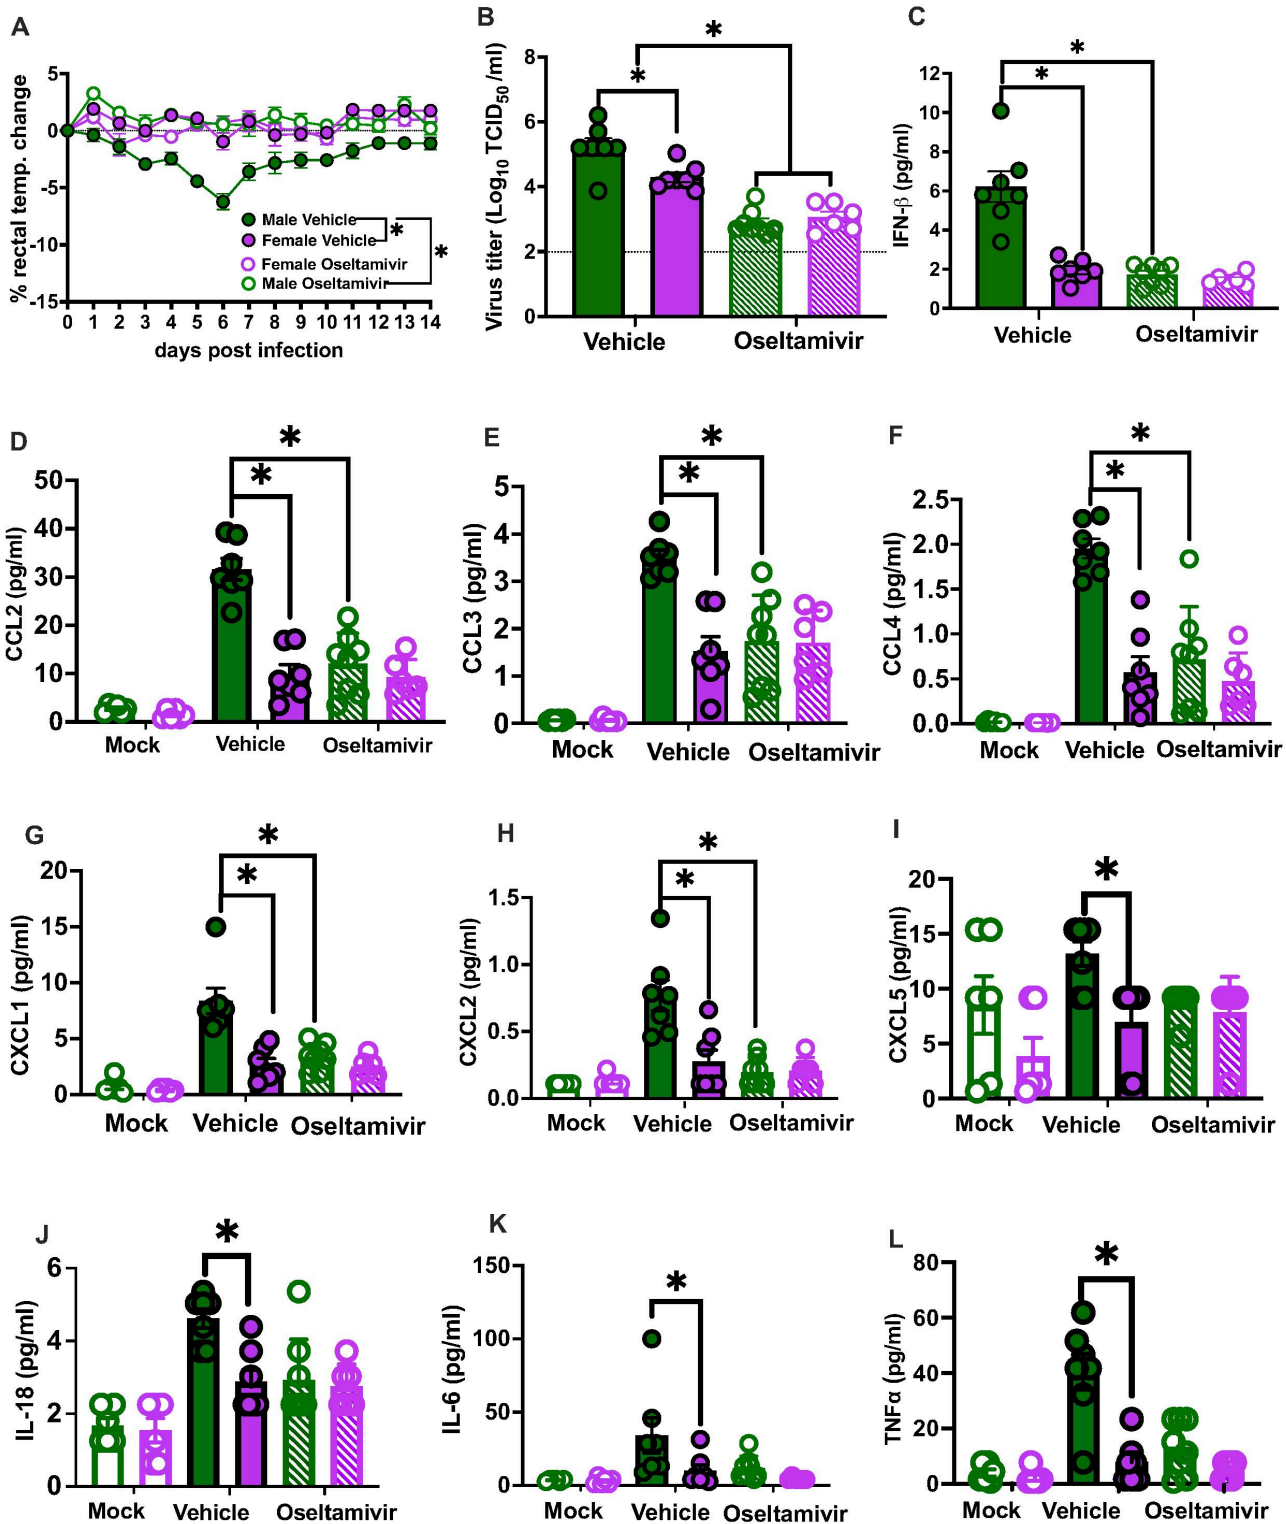 A
% rectal temp. change
5
0
-5
-10
-15
0 1 2 3 4 5 6 7 8 9 10 11 12 13 14
days post infection
Male Vehicle
Female Vehicle
Female Oseltamivir
Male Oseltamivir
*
*
B
Virus titer (Log10 TCID50 /ml)
8
6
4
2
0
*
*
Vehicle Oseltamivir
C
IFN-β (pg/ml)
12
10
8
6
4
2
0
*
*
Vehicle Oseltamivir
D
CCL2 (pg/ml)
50
40
30
20
10
0
*
*
Mock Vehicle Oseltamivir
E
CCL3 (pg/ml)
5
4
3
2
1
0
*
*
Mock Vehicle Oseltamivir
F
CCL4 (pg/ml)
2.5
2.0
1.5
1.0
0.5
0.0
*
*
Mock Vehicle Oseltamivir
G
CXCL1 (pg/ml)
20
15
10
5
0
*
*
Mock Vehicle Oseltamivir
H
CXCL2 (pg/ml)
1.5
1.0
0.5
0.0
*
*
Mock Vehicle Oseltamivir
I
CXCL5 (pg/ml)
20
15
10
5
0
*
Mock Vehicle Oseltamivir
J
IL-18 (pg/ml)
6
4
2
0
*
Mock Vehicle Oseltamivir
K
IL-6 (pg/ml)
150
100
50
0
*
Mock Vehicle Oseltamivir
L
TNFα (pg/ml)
80
60
40
20
0
*
Mock Vehicle Oseltamivir